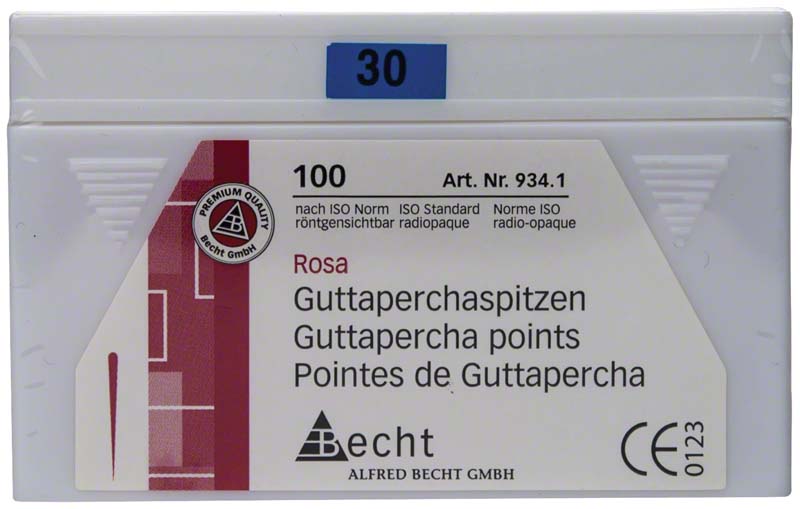 30
100 Art. Nr. 934.1
nach ISO Norm ISO Standard Norme ISO
röntgensichtbar radiopaque radio-opaque
PREMIUM QUALITY
B
Becht GmbH
Rosa
Guttaperchaspitzen
Guttapercha points
Pointes de Guttapercha
Becht
ALFRED BECHT GMBH
CE 0123